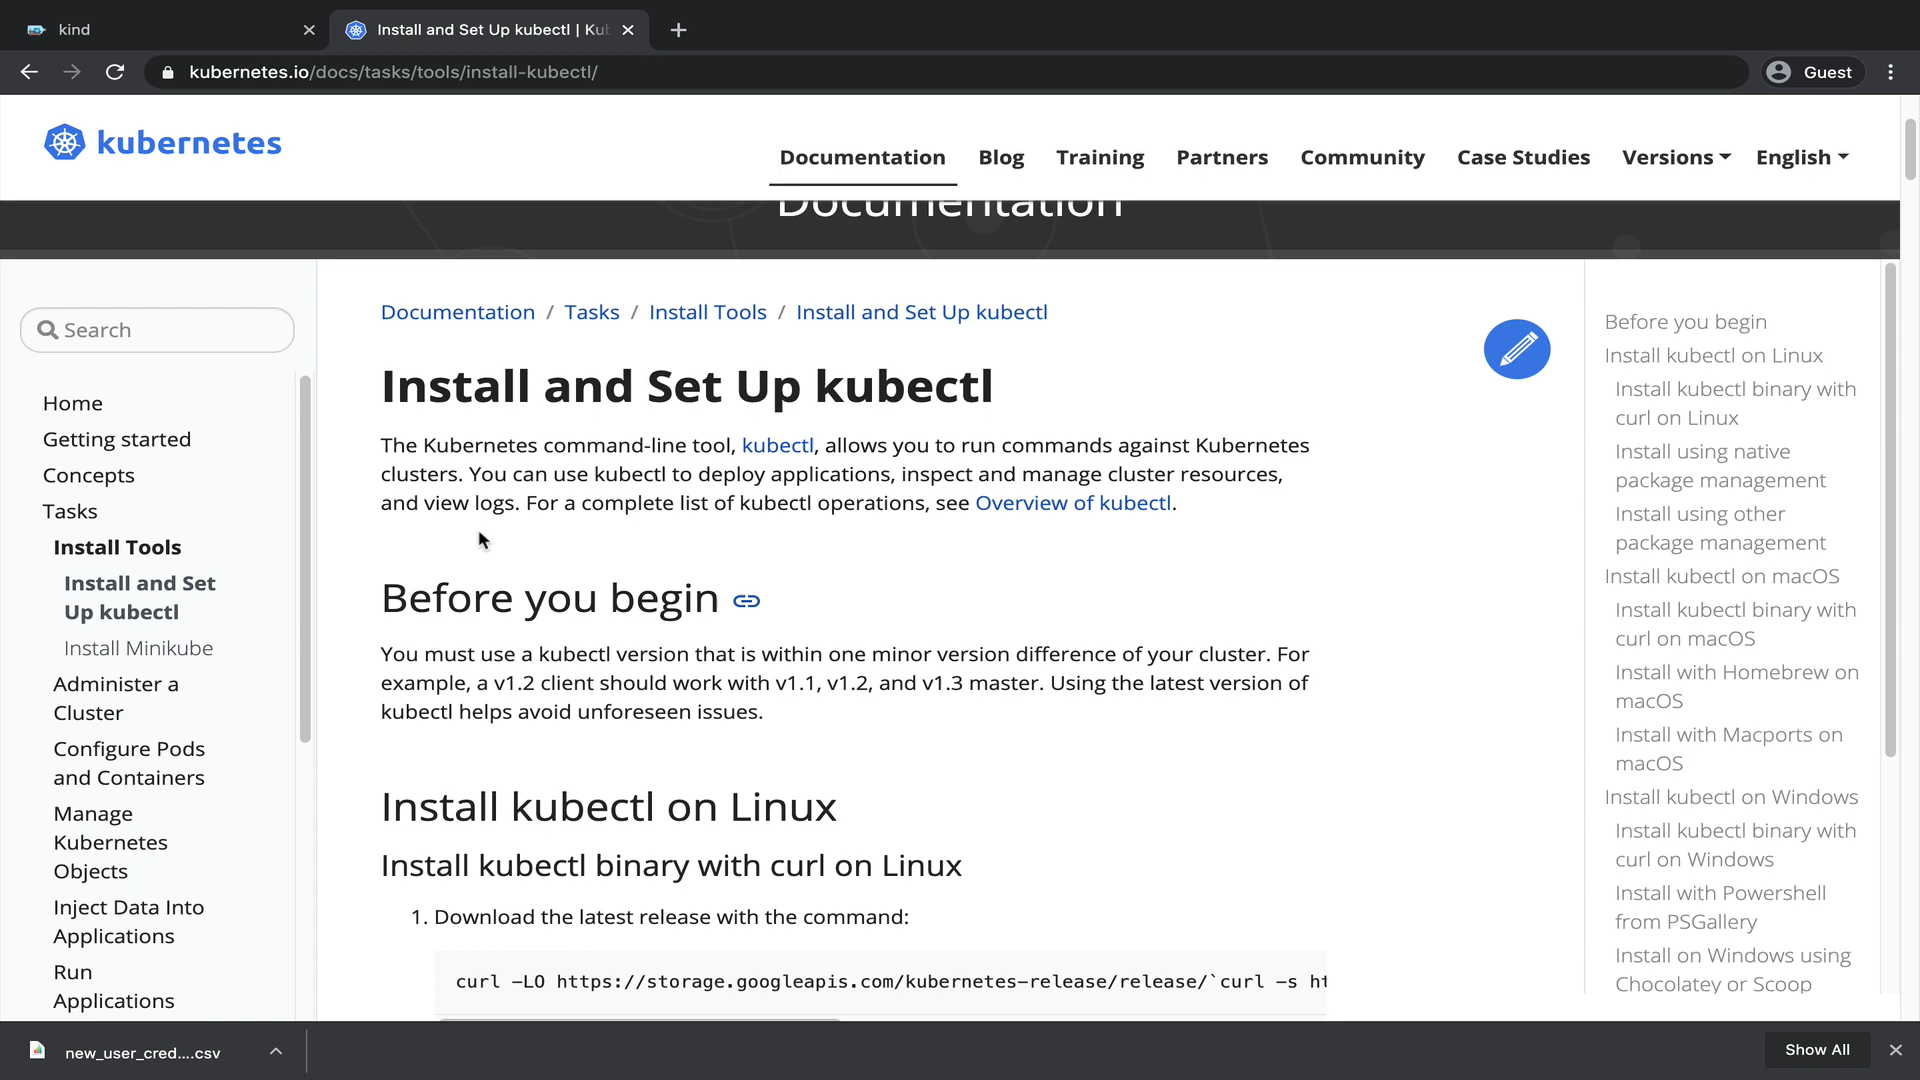 kind
Install and Set Up kubectl | Kub
kubernetes.io/docs/tasks/tools/install-kubectl/
Guest
kubernetes
Documentation
Blog
Training
Partners
Community
Case Studies
Versions
English
Documentation
Search
Home
Getting started
Concepts
Tasks
Install Tools
Install and Set
Up kubectl
Install Minikube
Administer a
Cluster
Configure Pods
and Containers
Manage
Kubernetes
Objects
Inject Data Into
Applications
Run
Applications
Documentation / Tasks / Install Tools / Install and Set Up kubectl
Install and Set Up kubectl
The Kubernetes command-line tool, kubectl, allows you to run commands against Kubernetes
clusters. You can use kubectl to deploy applications, inspect and manage cluster resources,
and view logs. For a complete list of kubectl operations, see Overview of kubectl.
Before you begin
You must use a kubectl version that is within one minor version difference of your cluster. For
example, a v1.2 client should work with v1.1, v1.2, and v1.3 master. Using the latest version of
kubectl helps avoid unforeseen issues.
Install kubectl on Linux
Install kubectl binary with curl on Linux
1. Download the latest release with the command:
curl -LO https://storage.googleapis.com/kubernetes-release/release/`curl -s ht
Before you begin
Install kubectl on Linux
Install kubectl binary with
curl on Linux
Install using native
package management
Install using other
package management
Install kubectl on macOS
Install kubectl binary with
curl on macOS
Install with Homebrew on
macOS
Install with Macports on
macOS
Install kubectl on Windows
Install kubectl binary with
curl on Windows
Install with Powershell
from PSGallery
Install on Windows using
Chocolatey or Scoop
new_user_cred....csv
Show All